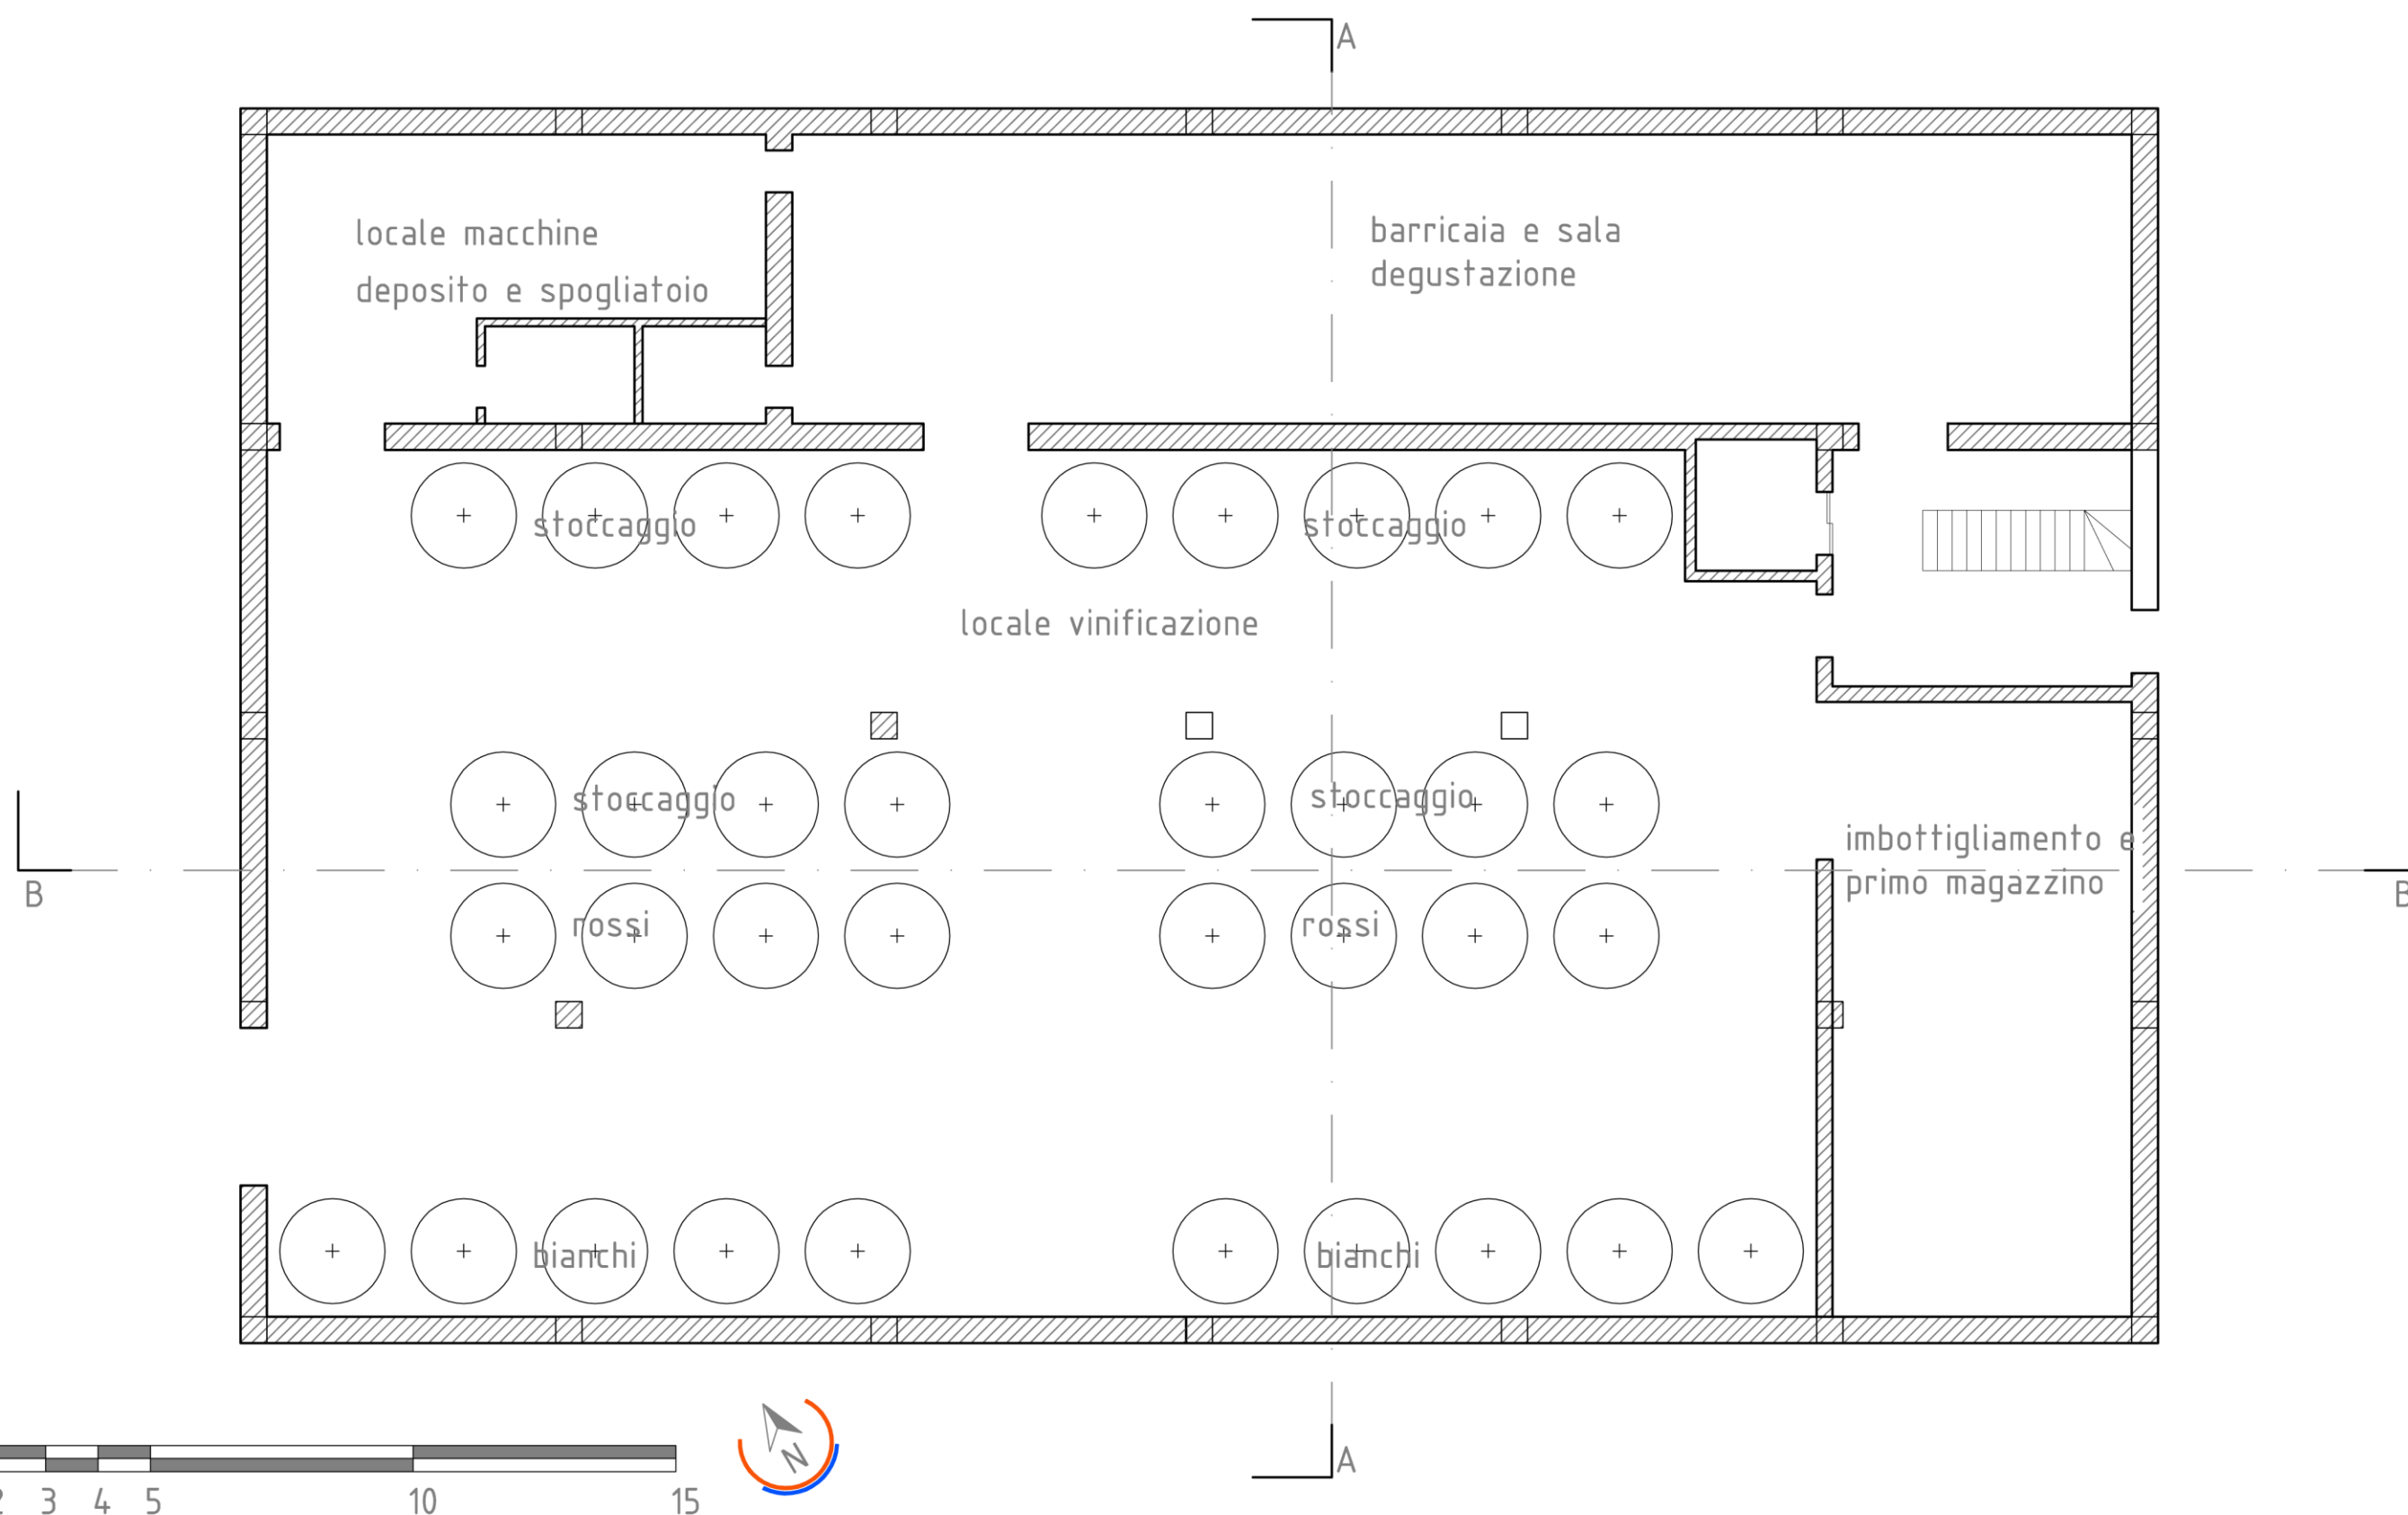 A
locale macchine
deposito e spogliatoio
barricaia e sala
degustazione
stoccaggio
stoccaggio
locale vinificazione
stoccaggio
stoccaggio
imbottigliamento e
primo magazzino
B
B
rossi
rossi
bianchi
bianchi
A
N
2 3 4 5 10 15